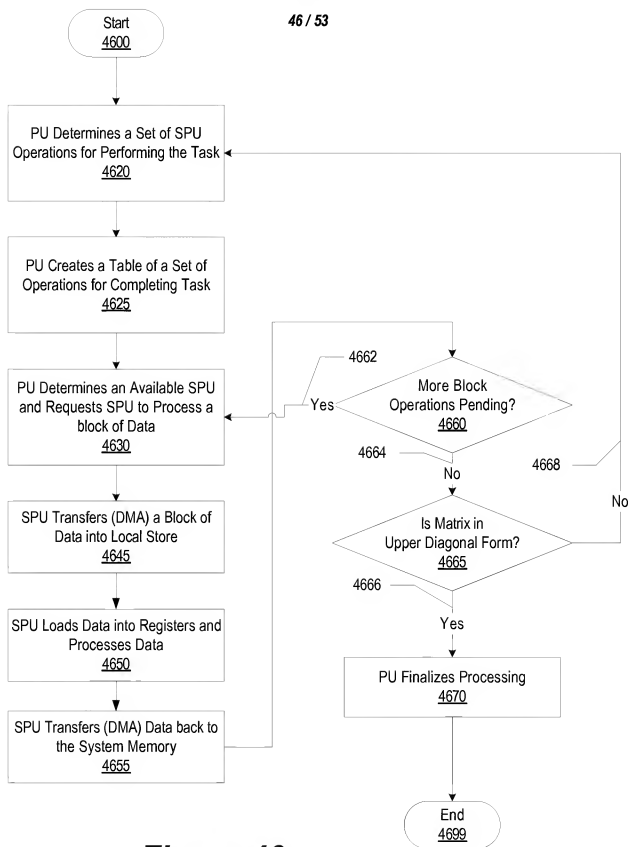 46 / 53
Start
4600
PU Determines a Set of SPU
Operations for Performing the Task
4620
PU Creates a Table of a Set of
Operations for Completing Task
4625
PU Determines an Available SPU
and Requests SPU to Process a
block of Data
4630
SPU Transfers (DMA) a Block of
Data into Local Store
4645
SPU Loads Data into Registers and
Processes Data
4650
SPU Transfers (DMA) Data back to
the System Memory
4655
4662
Yes
More Block
Operations Pending?
4660
4664
No
4668
No
Is Matrix in
Upper Diagonal Form?
4665
4666
Yes
PU Finalizes Processing
4670
End
4699